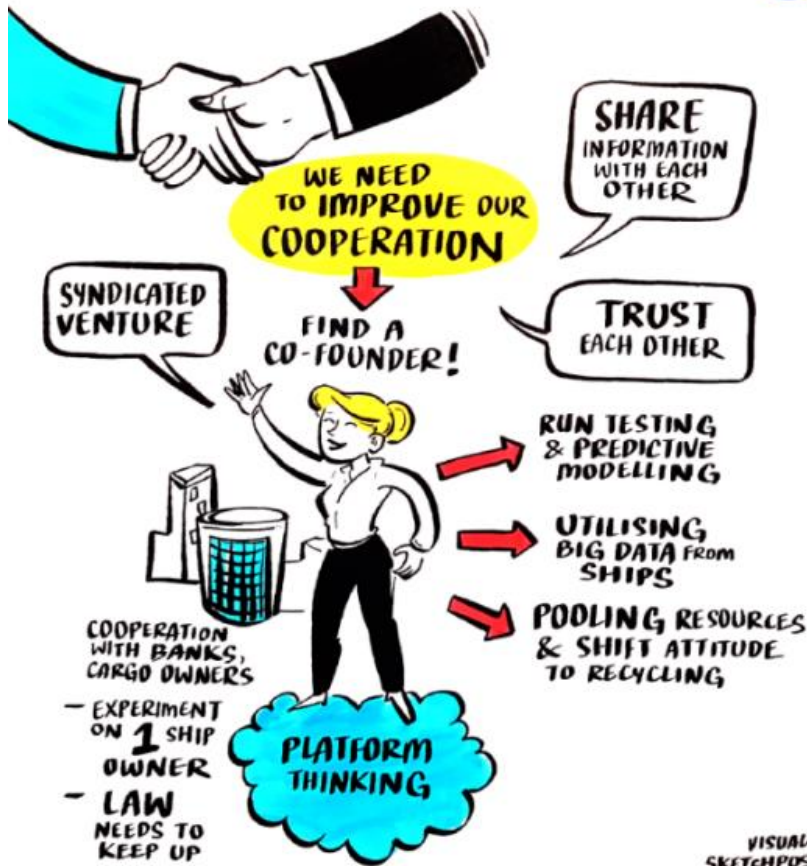 WE NEED
TO IMPROVE OUR
COOPERATION
SHARE
INFORMATION
WITH EACH
OTHER
TRUST
EACH OTHER
SYNDICATED
VENTURE
FIND A
CO-FOUNDER!
RUN TESTING
& PREDICTIVE
MODELLING
UTILISING
BIG DATA FROM
SHIPS
POOLING RESOURCES
& SHIFT ATTITUDE
TO RECYCLING
COOPERATION
WITH BANKS,
CARGO OWNERS
- EXPERIMENT
ON 1 SHIP
OWNER
- LAW
NEEDS TO
KEEP UP
PLATFORM
THINKING
VISUAL